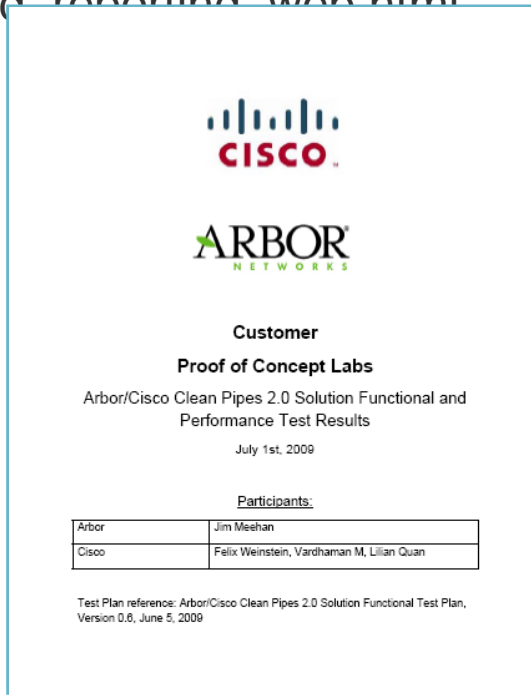 CISCO
ARBOR
NETWORKS
Customer
Proof of Concept Labs
Arbor/Cisco Clean Pipes 2.0 Solution Functional and
Performance Test Results
July 1st, 2009
Participants:
Arbor Jim Meehan
Cisco Felix Weinstein, Vardhaman M, Lilian Quan
Test Plan reference: Arbor/Cisco Clean Pipes 2.0 Solution Functional Test Plan,
Version 0.6, June 5, 2009